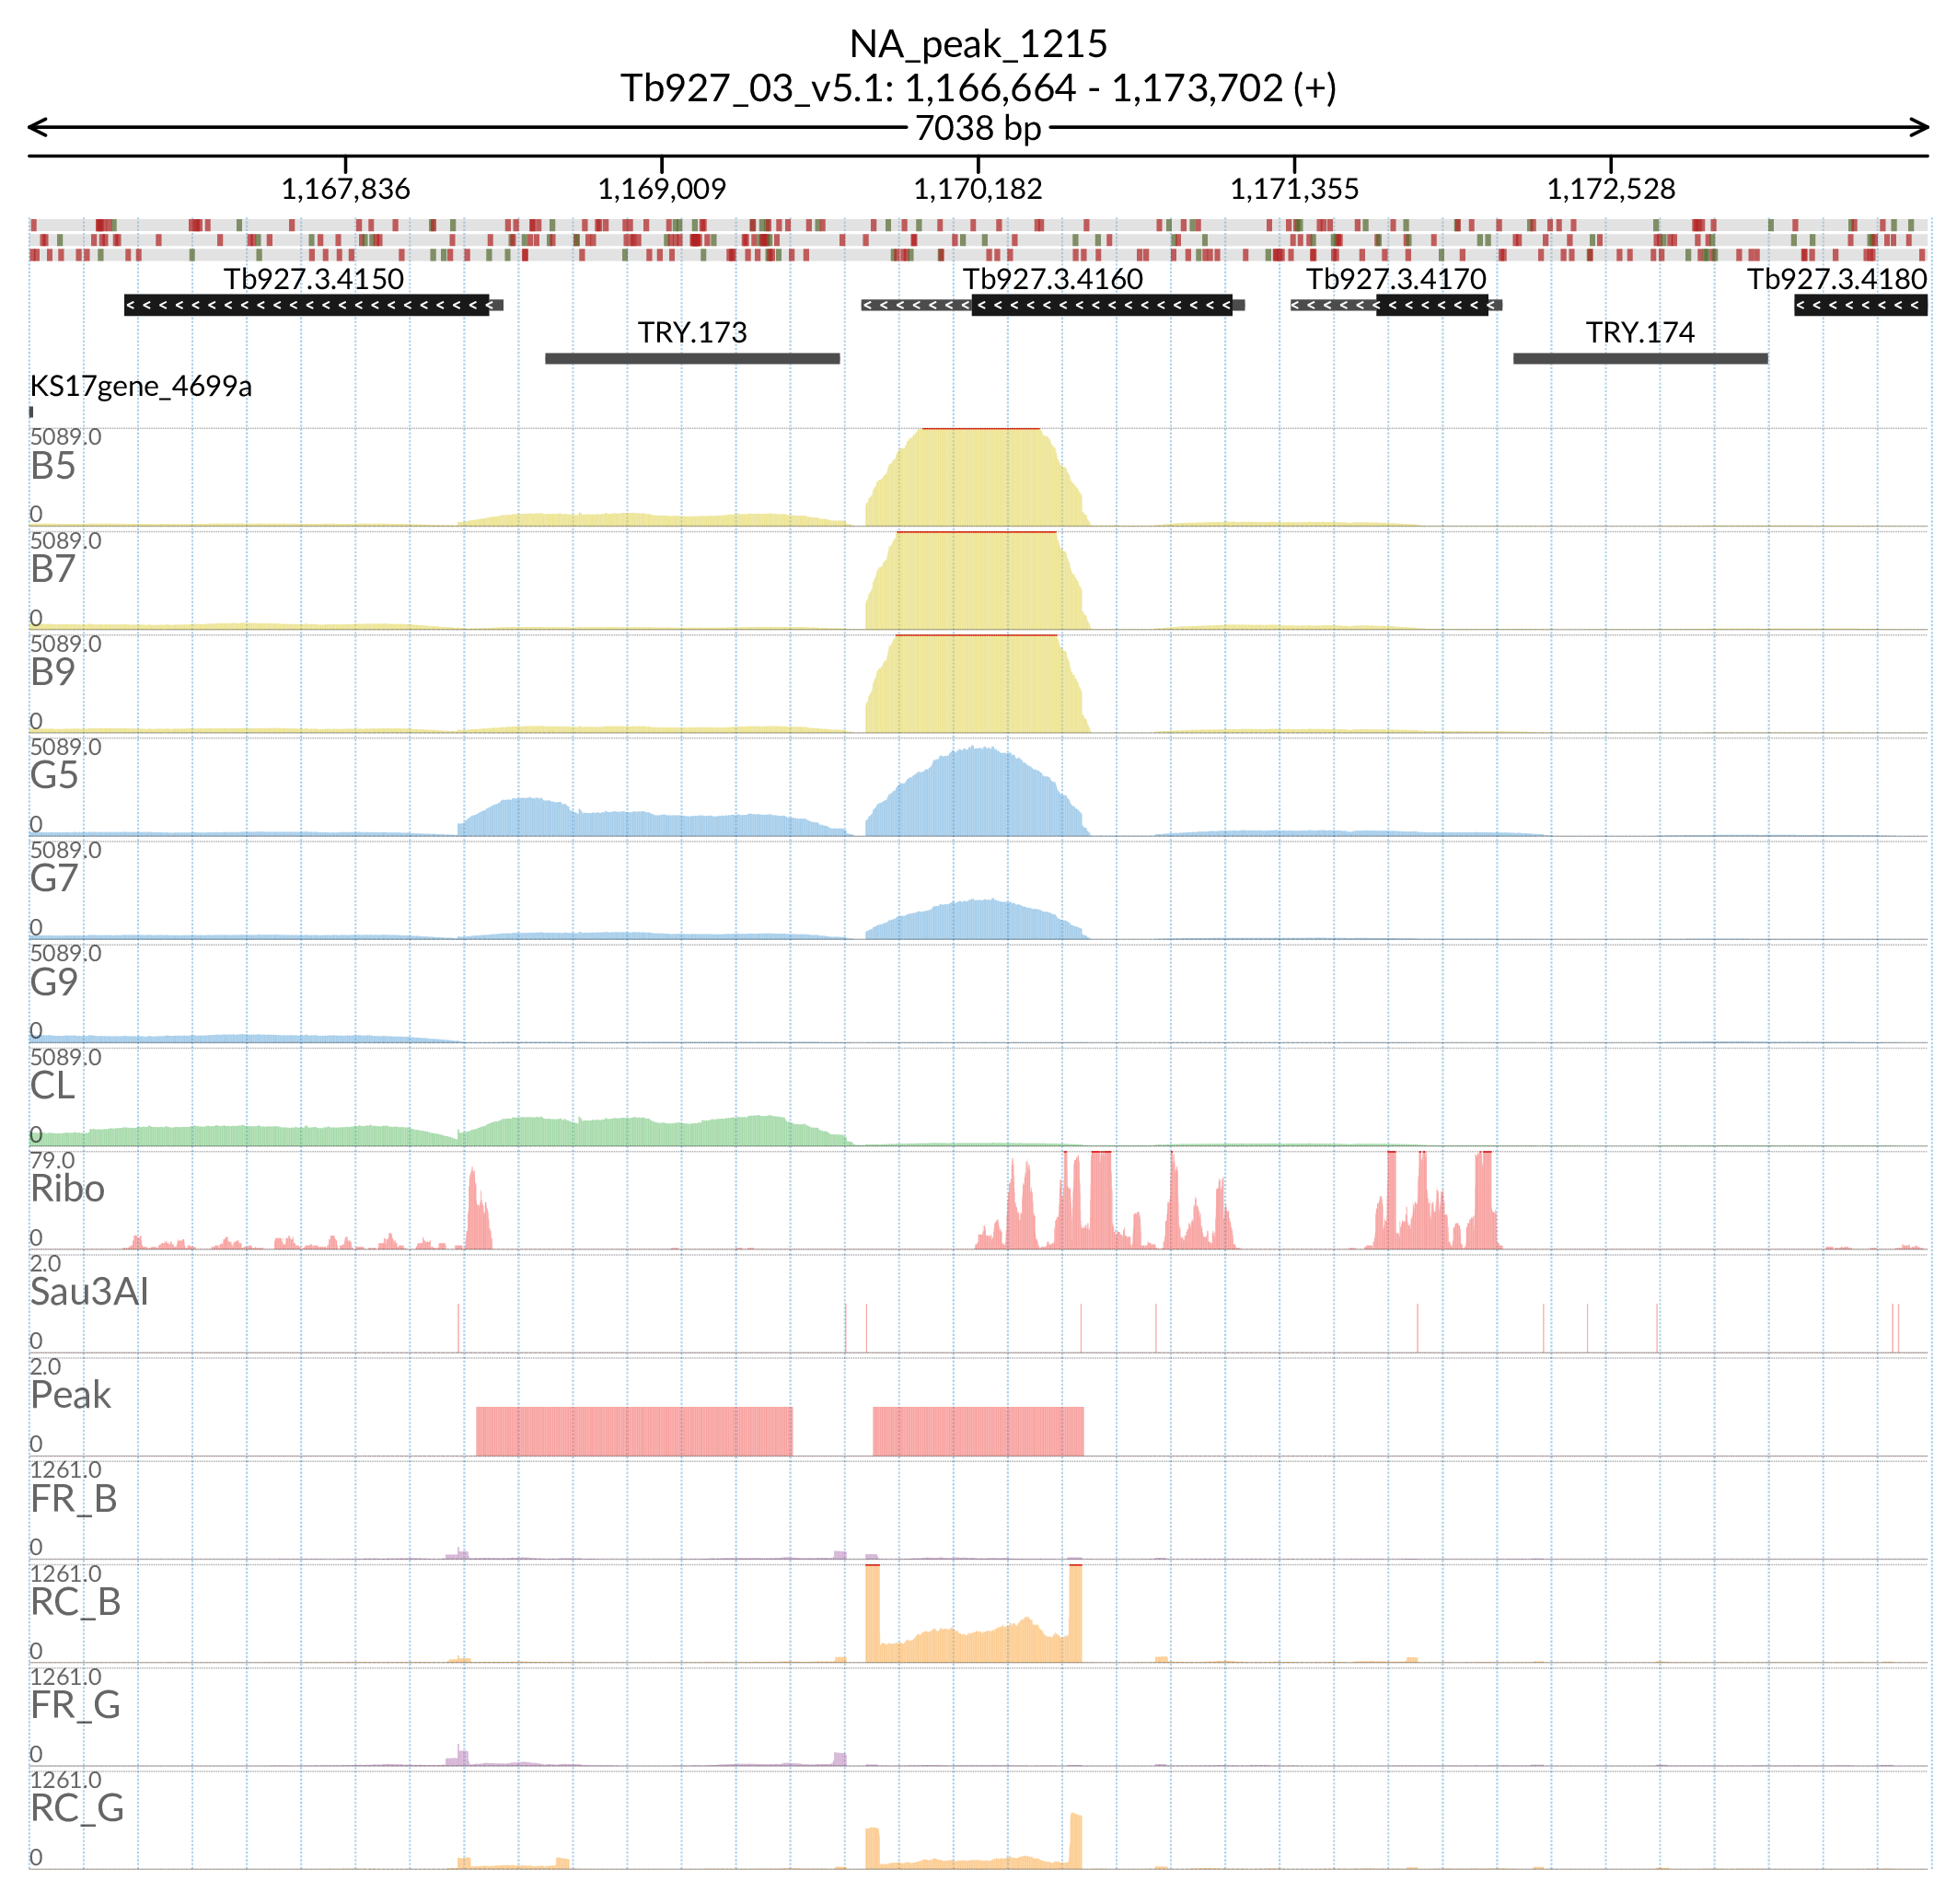 NA_peak_1215
Tb927_03_v5.1: 1,166,664 - 1,173,702 (+)
7038 bp
1,167,836 1,169,009 1,170,182 1,171,355 1,172,528
Tb927.3.4150 Tb927.3.4160 Tb927.3.4170 Tb927.3.4180
TRY.173 TRY.174
KS17gene_4699a
5089.0
B5
0
5089.0
B7
0
5089.0
B9
0
5089.0
G5
0
5089.0
G7
0
5089.0
G9
0
5089.0
CL
0
79.0
Ribo
0
2.0
Sau3AI
0
2.0
Peak
0
1261.0
FR_B
0
1261.0
RC_B
0
1261.0
FR_G
0
1261.0
RC_G
0